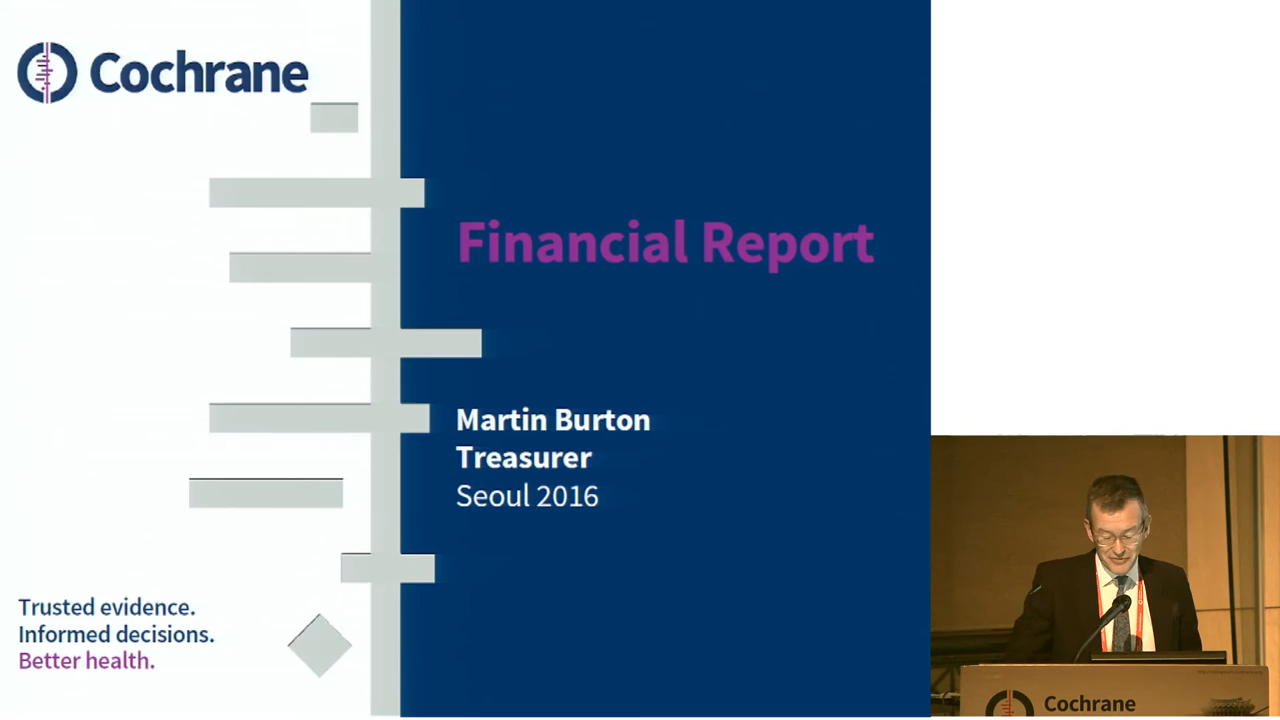 Cochrane
Financial Report
Martin Burton
Treasurer
Seoul 2016
Trusted evidence.
Informed decisions.
Better health.
Cochrane